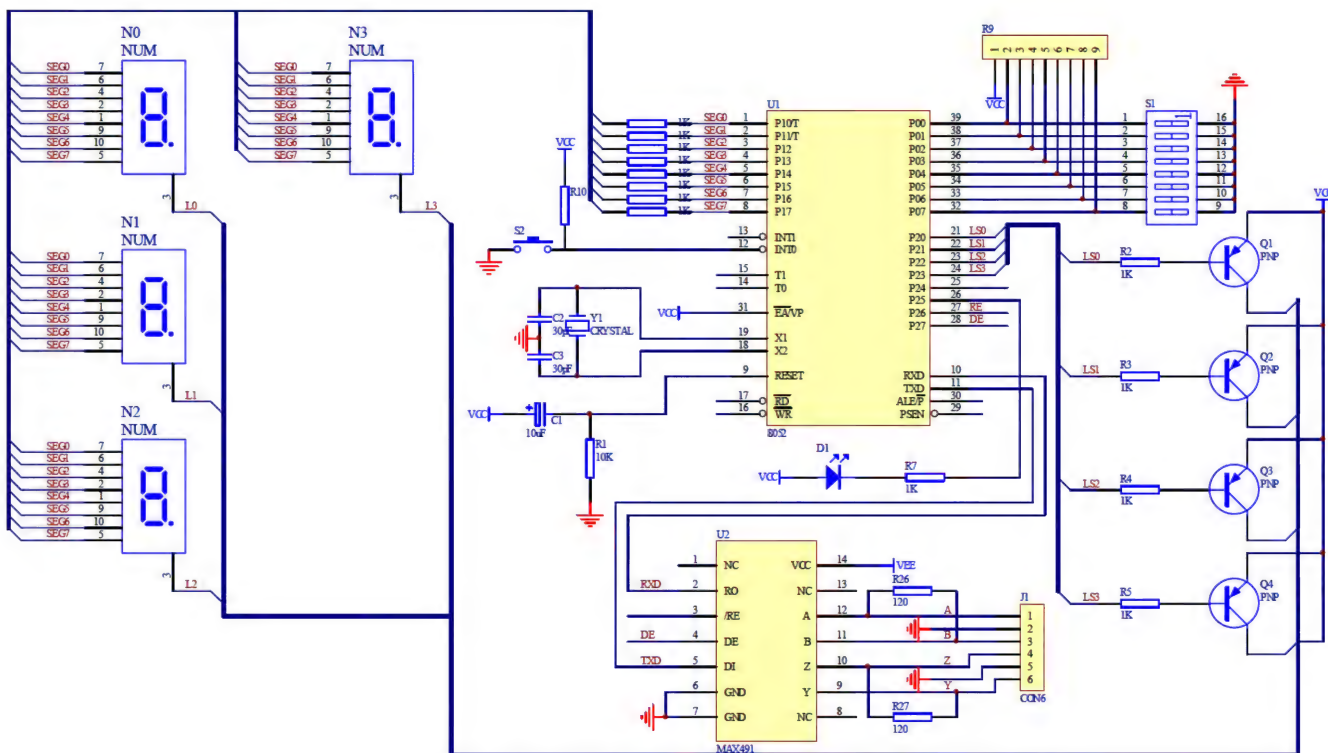 N0
NUM
SEG0 7
SEG1 6
SEG2 4
SEG3 2
SEG4 1
SEG5 9
SEG6 10
SEG7 5
3
L0
N3
NUM
SEG0 7
SEG1 6
SEG2 4
SEG3 2
SEG4 1
SEG5 9
SEG6 10
SEG7 5
3
L3
N1
NUM
SEG0 7
SEG1 6
SEG2 4
SEG3 2
SEG4 1
SEG5 9
SEG6 10
SEG7 5
3
L1
N2
NUM
SEG0 7
SEG1 6
SEG2 4
SEG3 2
SEG4 1
SEG5 9
SEG6 10
SEG7 5
3
L2
R9
1 2 3 4 5 6 7 8 9
VCC
U1
1K SEG0 1 P10/T P00 39
1K SEG1 2 P11/T P01 38
1K SEG2 3 P12 P02 37
1K SEG3 4 P13 P03 36
1K SEG4 5 P14 P04 35
1K SEG5 6 P15 P05 34
1K SEG6 7 P16 P06 33
1K SEG7 8 P17 P07 32
13 INT1 P20 21 LS0
12 INT0 P21 22 LS1
P22 23 LS2
15 T1 P23 24 LS3
14 T0 P24 25
P25 26
31 EA/VP P26 27 RE
P27 28 DE
19 X1
18 X2
9 RESET RXD 10
TXD 11
17 RD ALE/P 30
16 WR PSEN 29
8052
VCC
R10
S2
VCC
C2
30pF
Y1
CRYSTAL
C3
30pF
VCC
C1
10uF
R1
10K
S1
1
1 16
2 15
3 14
4 13
5 12
6 11
7 10
8 9
LS0 R2
1K
Q1
PNP
LS1 R3
1K
Q2
PNP
LS2 R4
1K
Q3
PNP
LS3 R5
1K
Q4
PNP
D1
VCC
R7
1K
U2
1 NC VCC 14 VEE
RXD 2 RO NC 13
3 /RE A 12
DE 4 DE B 11
TXD 5 DI Z 10
6 GND Y 9
7 GND NC 8
MAX491
R26
120
R27
120
A
B
Z
Y
J1
1
2
3
4
5
6
CON6